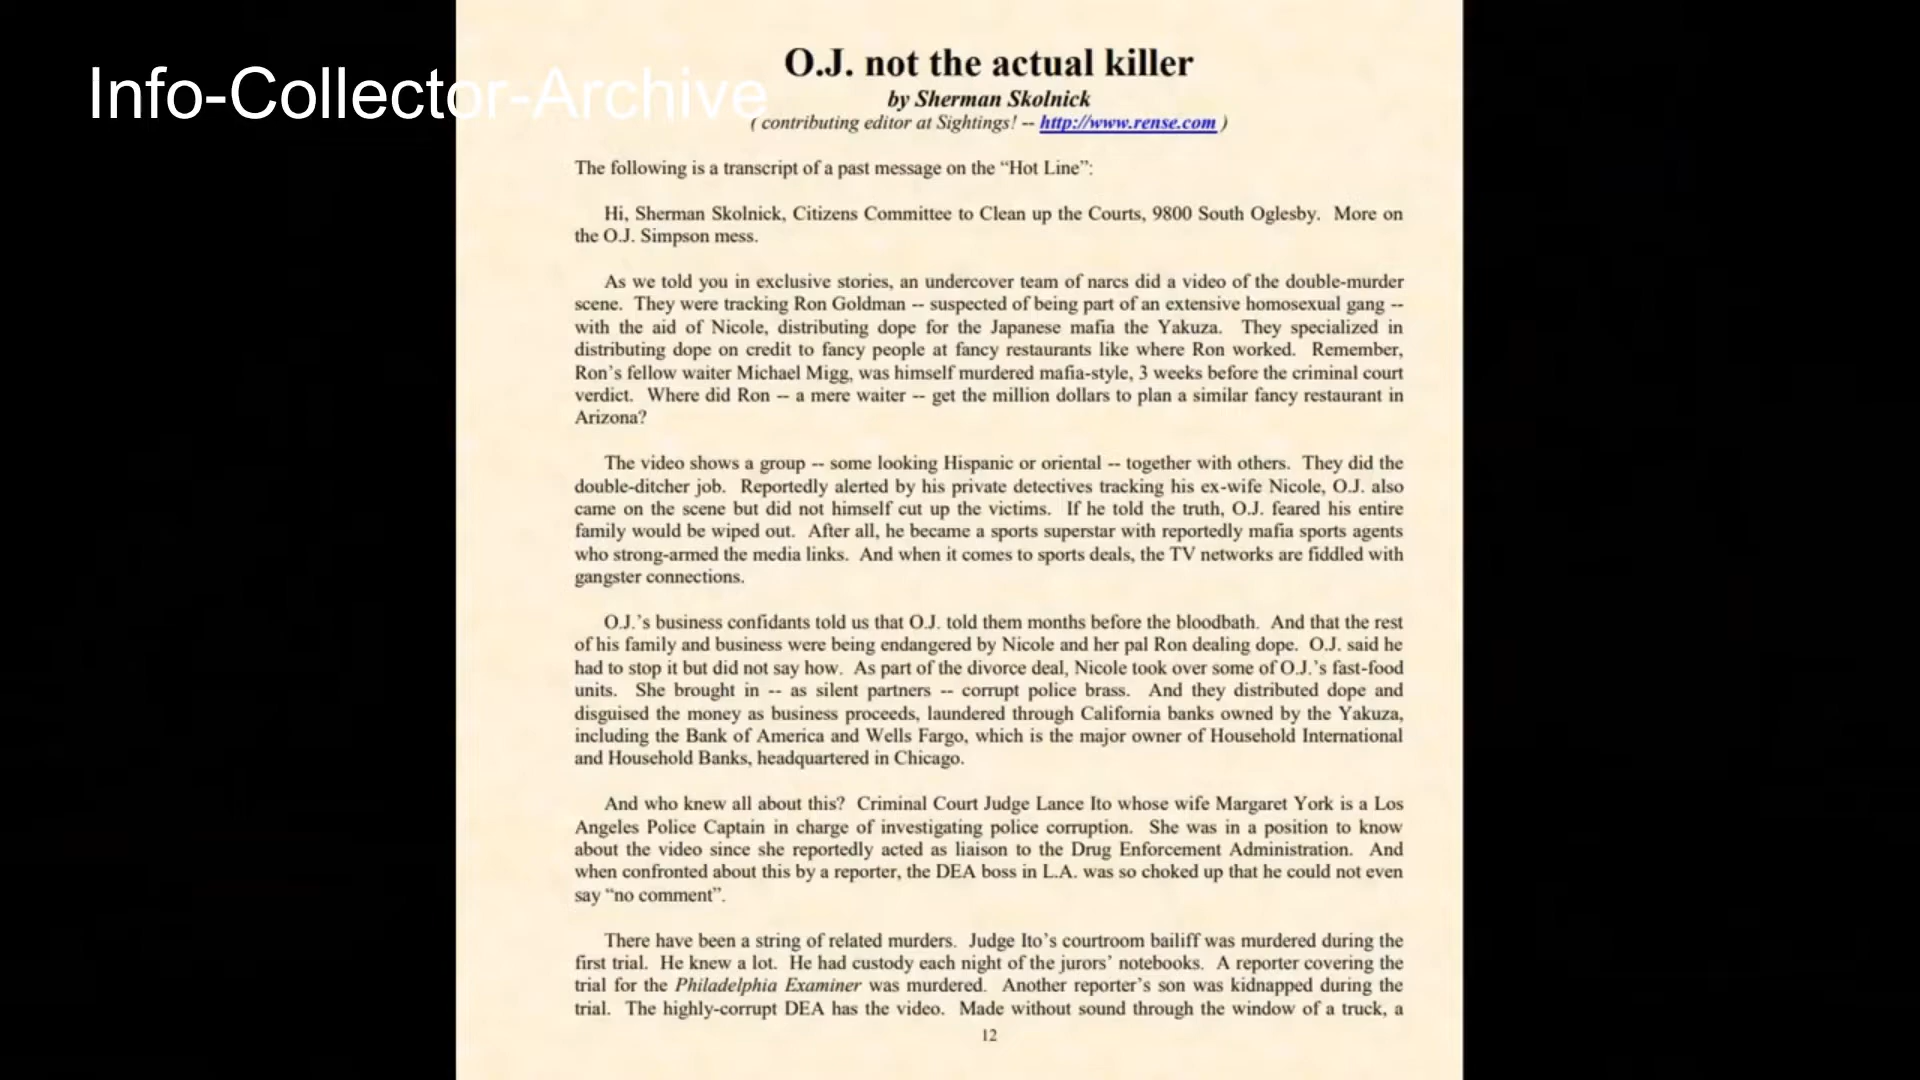 Info-Collector-Archive
O.J. not the actual killer
by Sherman Skolnick
( contributing editor at Sightings! -- http://www.rense.com )
The following is a transcript of a past message on the “Hot Line”:
Hi, Sherman Skolnick, Citizens Committee to Clean up the Courts, 9800 South Oglesby. More on
the O.J. Simpson mess.
As we told you in exclusive stories, an undercover team of narcs did a video of the double-murder
scene. They were tracking Ron Goldman -- suspected of being part of an extensive homosexual gang --
with the aid of Nicole, distributing dope for the Japanese mafia the Yakuza. They specialized in
distributing dope on credit to fancy people at fancy restaurants like where Ron worked. Remember,
Ron’s fellow waiter Michael Migg, was himself murdered mafia-style, 3 weeks before the criminal court
verdict. Where did Ron -- a mere waiter -- get the million dollars to plan a similar fancy restaurant in
Arizona?
The video shows a group -- some looking Hispanic or oriental -- together with others. They did the
double-ditcher job. Reportedly alerted by his private detectives tracking his ex-wife Nicole, O.J. also
came on the scene but did not himself cut up the victims. If he told the truth, O.J. feared his entire
family would be wiped out. After all, he became a sports superstar with reportedly mafia sports agents
who strong-armed the media links. And when it comes to sports deals, the TV networks are fiddled with
gangster connections.
O.J.’s business confidants told us that O.J. told them months before the bloodbath. And that the rest
of his family and business were being endangered by Nicole and her pal Ron dealing dope. O.J. said he
had to stop it but did not say how. As part of the divorce deal, Nicole took over some of O.J.’s fast-food
units. She brought in -- as silent partners -- corrupt police brass. And they distributed dope and
disguised the money as business proceeds, laundered through California banks owned by the Yakuza,
including the Bank of America and Wells Fargo, which is the major owner of Household International
and Household Banks, headquartered in Chicago.
And who knew all about this? Criminal Court Judge Lance Ito whose wife Margaret York is a Los
Angeles Police Captain in charge of investigating police corruption. She was in a position to know
about the video since she reportedly acted as liaison to the Drug Enforcement Administration. And
when confronted about this by a reporter, the DEA boss in L.A. was so choked up that he could not even
say “no comment”.
There have been a string of related murders. Judge Ito’s courtroom bailiff was murdered during the
first trial. He knew a lot. He had custody each night of the jurors’ notebooks. A reporter covering the
trial for the Philadelphia Examiner was murdered. Another reporter’s son was kidnapped during the
trial. The highly-corrupt DEA has the video. Made without sound through the window of a truck, a
12